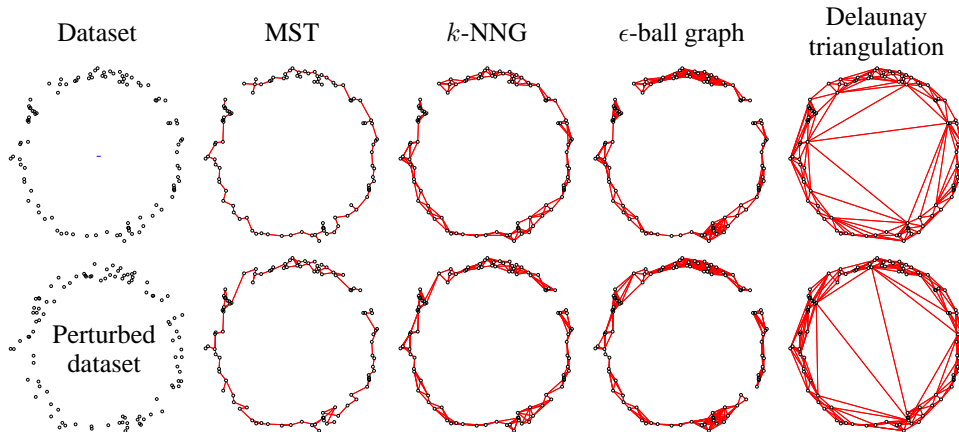 Dataset
MST
k-NNG
ϵ-ball graph
Delaunay
triangulation
Perturbed
dataset